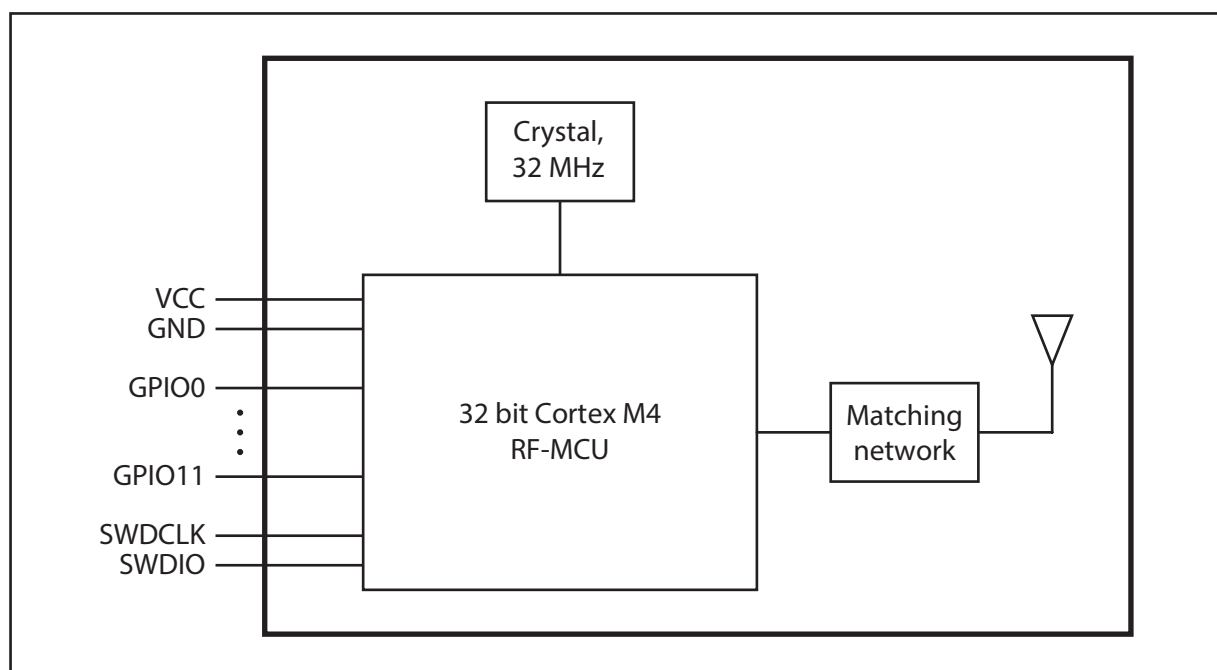 Crystal,
32 MHz
VCC
GND
GPIO0
GPIO11
SWDCLK
SWDIO
32 bit Cortex M4
RF-MCU
Matching
network